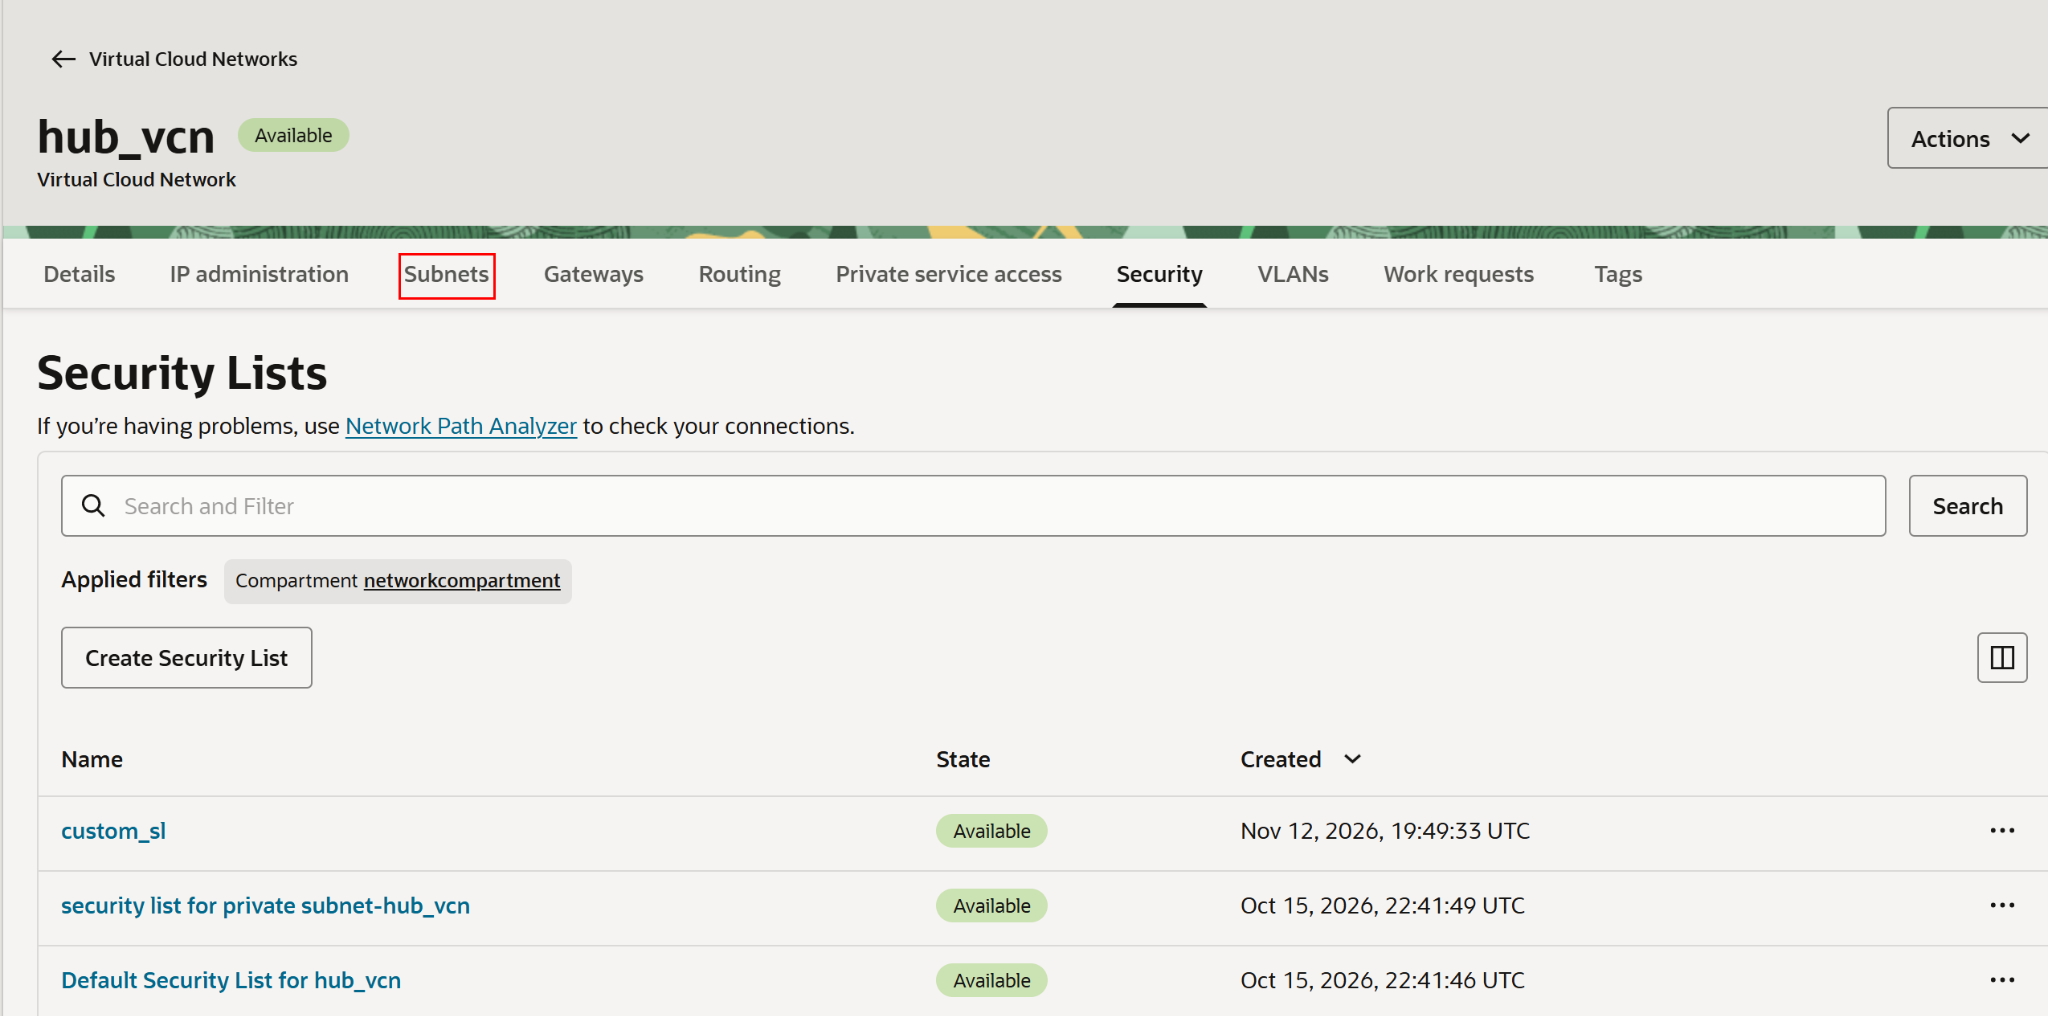 Virtual Cloud Networks
hub_vcn Available
Virtual Cloud Network
Actions
Details IP administration Subnets Gateways Routing Private service access Security VLANs Work requests Tags
Security Lists
If you’re having problems, use Network Path Analyzer to check your connections.
Search and Filter Search
Applied filters Compartment networkcompartment
Create Security List
Name State Created
custom_sl Available Nov 12, 2026, 19:49:33 UTC
security list for private subnet-hub_vcn Available Oct 15, 2026, 22:41:49 UTC
Default Security List for hub_vcn Available Oct 15, 2026, 22:41:46 UTC